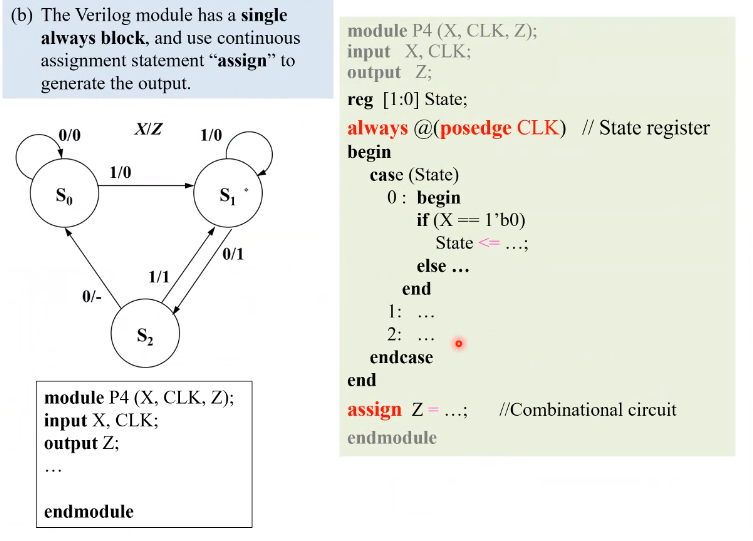 (b) The Verilog module has a single
always block, and use continuous
assignment statement “assign” to
generate the output.
X/Z
0/0
1/0
1/0
S0
S1
0/1
1/1
0/-
S2
module P4 (X, CLK, Z);
input X, CLK;
output Z;
...
endmodule
module P4 (X, CLK, Z);
input X, CLK;
output Z;
reg [1:0] State;
always @(posedge CLK) // State register
begin
case (State)
0 : begin
if (X == 1’b0)
State <= ...;
else ...
end
1: ...
2: ...
endcase
end
assign Z = ...; //Combinational circuit
endmodule